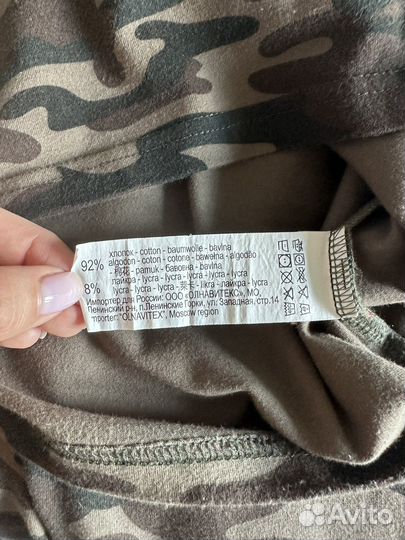 92% хлопок - cotton - baumwolle - bavlna
algodon - coton - cotone - bawełna - algodão
- 棉花 - pamuk - бавовна - bavlna
8% лайкра - lycra - lycra - lycra - lycra
lycra - lycra - lycra - 莱卡 - likra - лайкра - lycra
Импортер для России: ООО "ОЛНАВИТЕКС", МО,
Ленинский р-н, п.Ленинские Горки, ул. Западная, стр.14
Importer: "OLNAVITEX", Moscow region
Avito